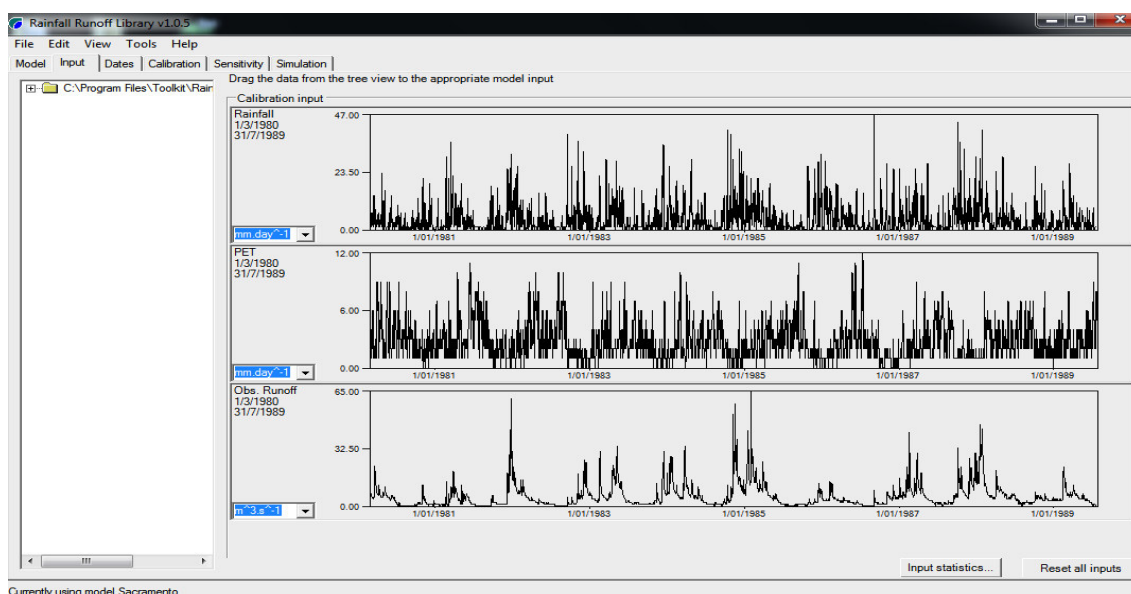 Rainfall Runoff Library v1.0.5
File Edit View Tools Help
Model Input Dates Calibration Sensitivity Simulation
Drag the data from the tree view to the appropriate model input
C:\Program Files\Toolkit\Rain
Calibration input
Rainfall
1/3/1980
31/7/1989
mm.day^-1
47.00
23.50
0.00
1/01/1981 1/01/1983 1/01/1985 1/01/1987 1/01/1989
PET
1/3/1980
31/7/1989
mm.day^-1
12.00
6.00
0.00
1/01/1981 1/01/1983 1/01/1985 1/01/1987 1/01/1989
Obs. Runoff
1/3/1980
31/7/1989
m^3.s^-1
65.00
32.50
0.00
1/01/1981 1/01/1983 1/01/1985 1/01/1987 1/01/1989
Input statistics... Reset all inputs
Currently using model Sacramento